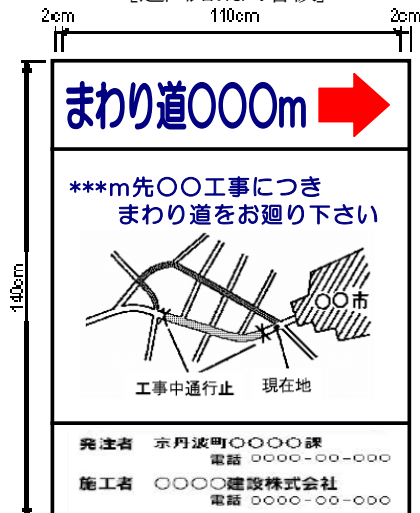 2cm 110cm 2cm
140cm
まわり道〇〇〇m
***m先〇〇工事につき
まわり道をお廻り下さい
〇〇市
工事中通行止 現在地
発注者 京丹波町〇〇〇〇課
電話 0000-00-000
施工者 〇〇〇〇建設株式会社
電話 0000-00-000